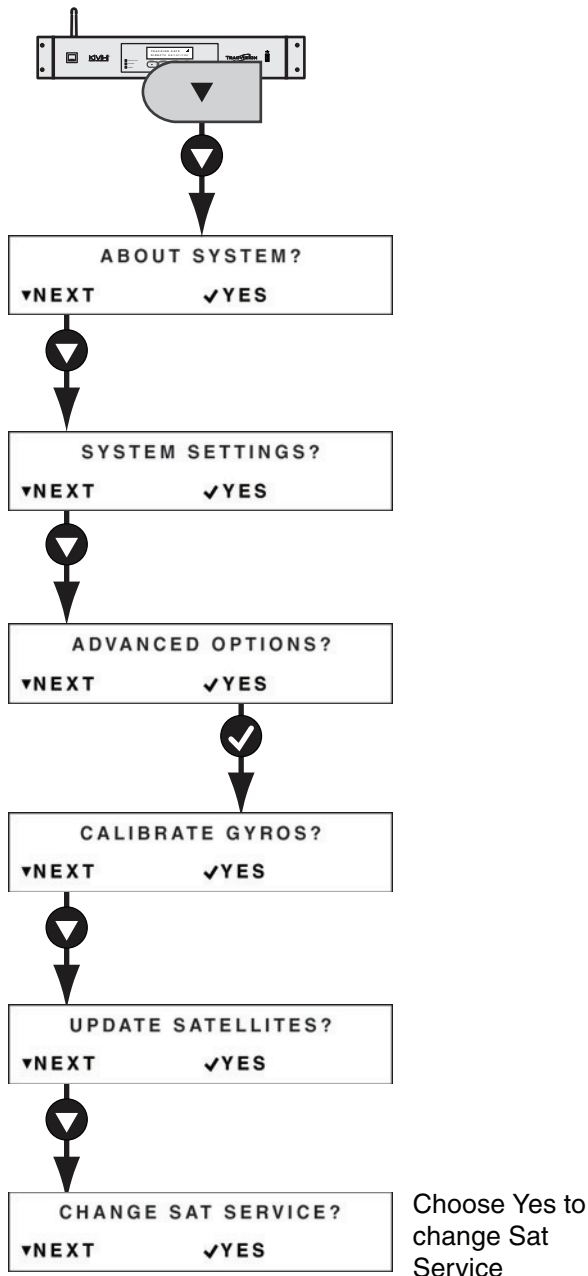 KVH
ABOUT SYSTEM?
▼NEXT ✓YES
SYSTEM SETTINGS?
▼NEXT ✓YES
ADVANCED OPTIONS?
▼NEXT ✓YES
CALIBRATE GYROS?
▼NEXT ✓YES
UPDATE SATELLITES?
▼NEXT ✓YES
CHANGE SAT SERVICE?
▼NEXT ✓YES
Choose Yes to
change Sat
Service